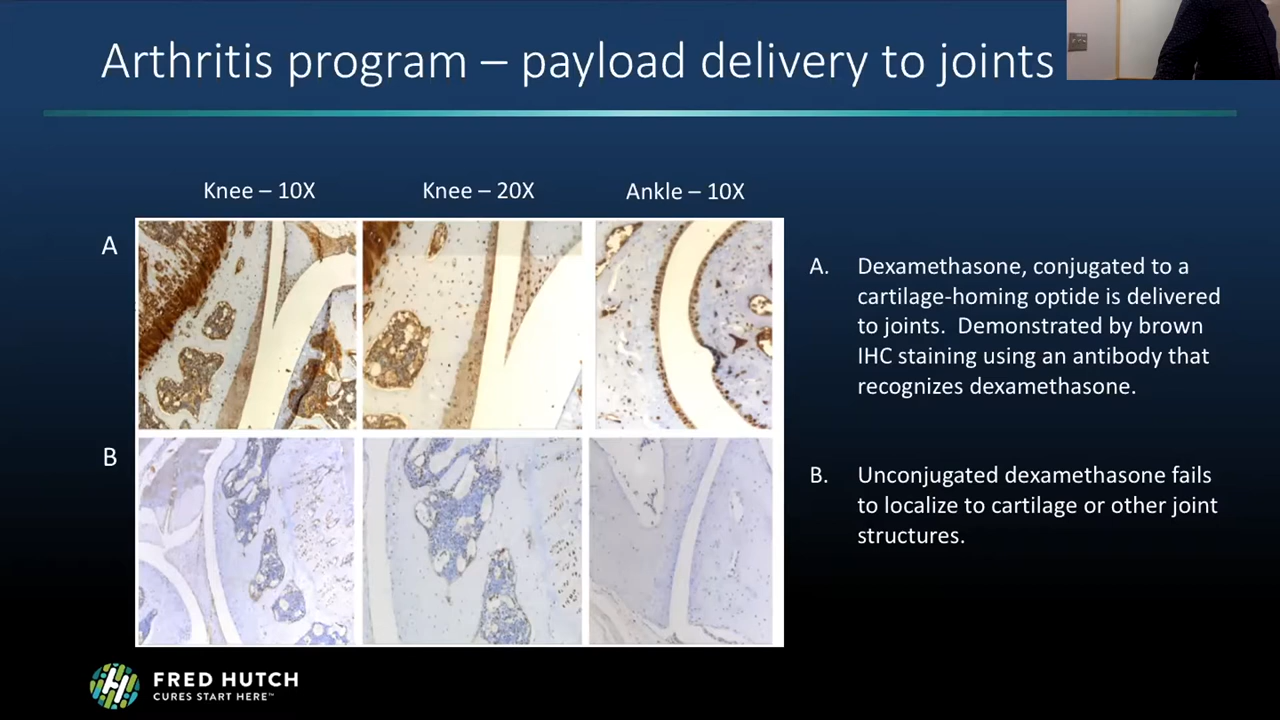 Arthritis program – payload delivery to joints
Knee – 10X
Knee – 20X
Ankle – 10X
A
B
A. Dexamethasone, conjugated to a
cartilage-homing optide is delivered
to joints. Demonstrated by brown
IHC staining using an antibody that
recognizes dexamethasone.
B. Unconjugated dexamethasone fails
to localize to cartilage or other joint
structures.
FRED HUTCH
CURES START HERE™